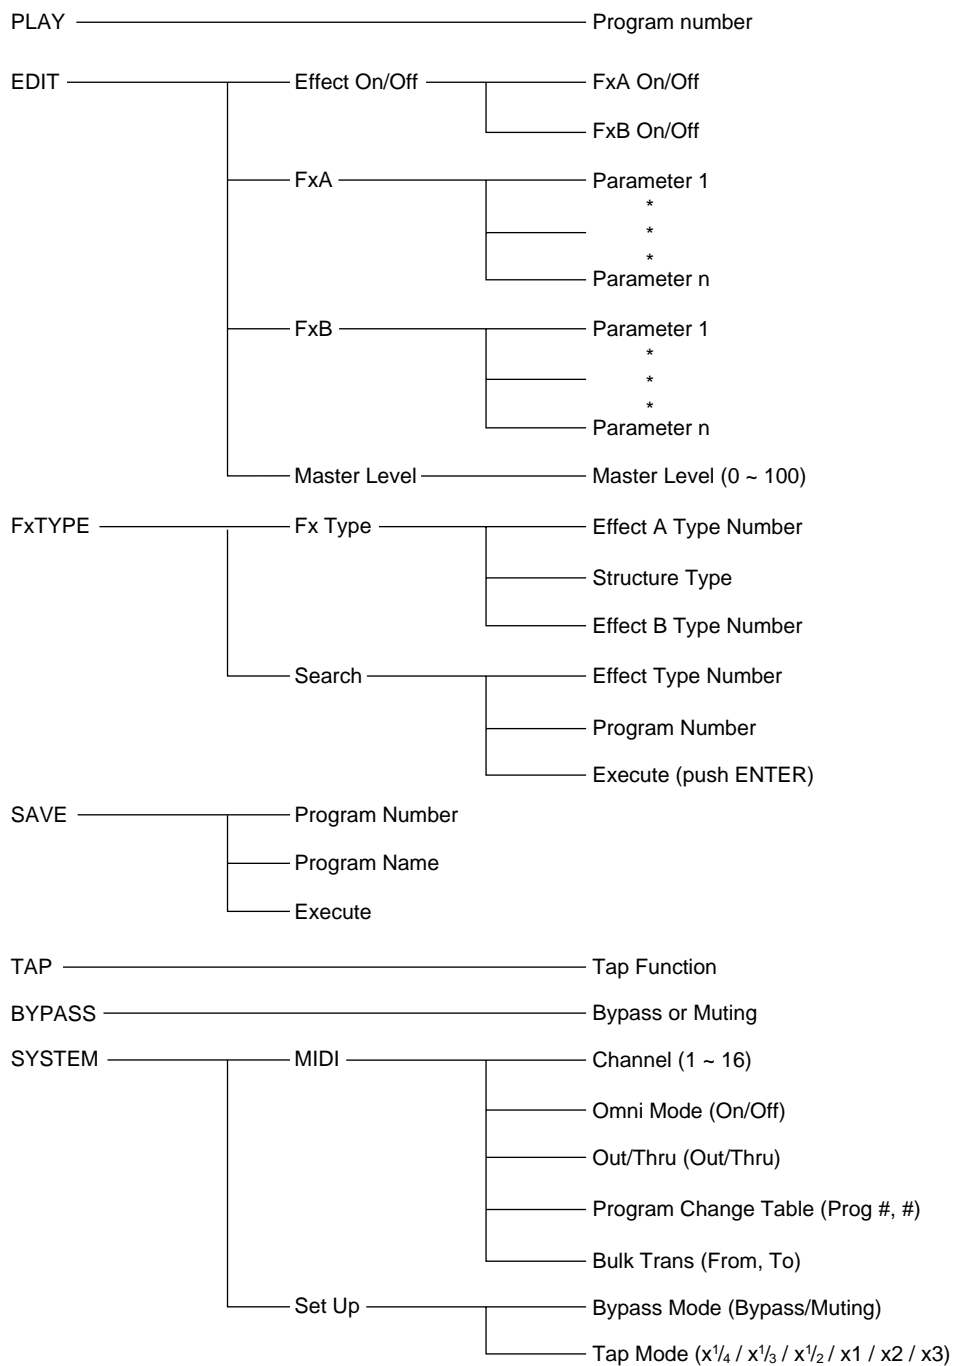 PLAY Program number
EDIT Effect On/Off FxA On/Off
FxB On/Off
FxA Parameter 1
*
*
*
Parameter n
FxB Parameter 1
*
*
*
Parameter n
Master Level Master Level (0 ~ 100)
FxTYPE Fx Type Effect A Type Number
Structure Type
Effect B Type Number
Search Effect Type Number
Program Number
Execute (push ENTER)
SAVE Program Number
Program Name
Execute
TAP Tap Function
BYPASS Bypass or Muting
SYSTEM MIDI Channel (1 ~ 16)
Omni Mode (On/Off)
Out/Thru (Out/Thru)
Program Change Table (Prog #, #)
Bulk Trans (From, To)
Set Up Bypass Mode (Bypass/Muting)
Tap Mode (x1/4 / x1/3 / x1/2 / x1 / x2 / x3)